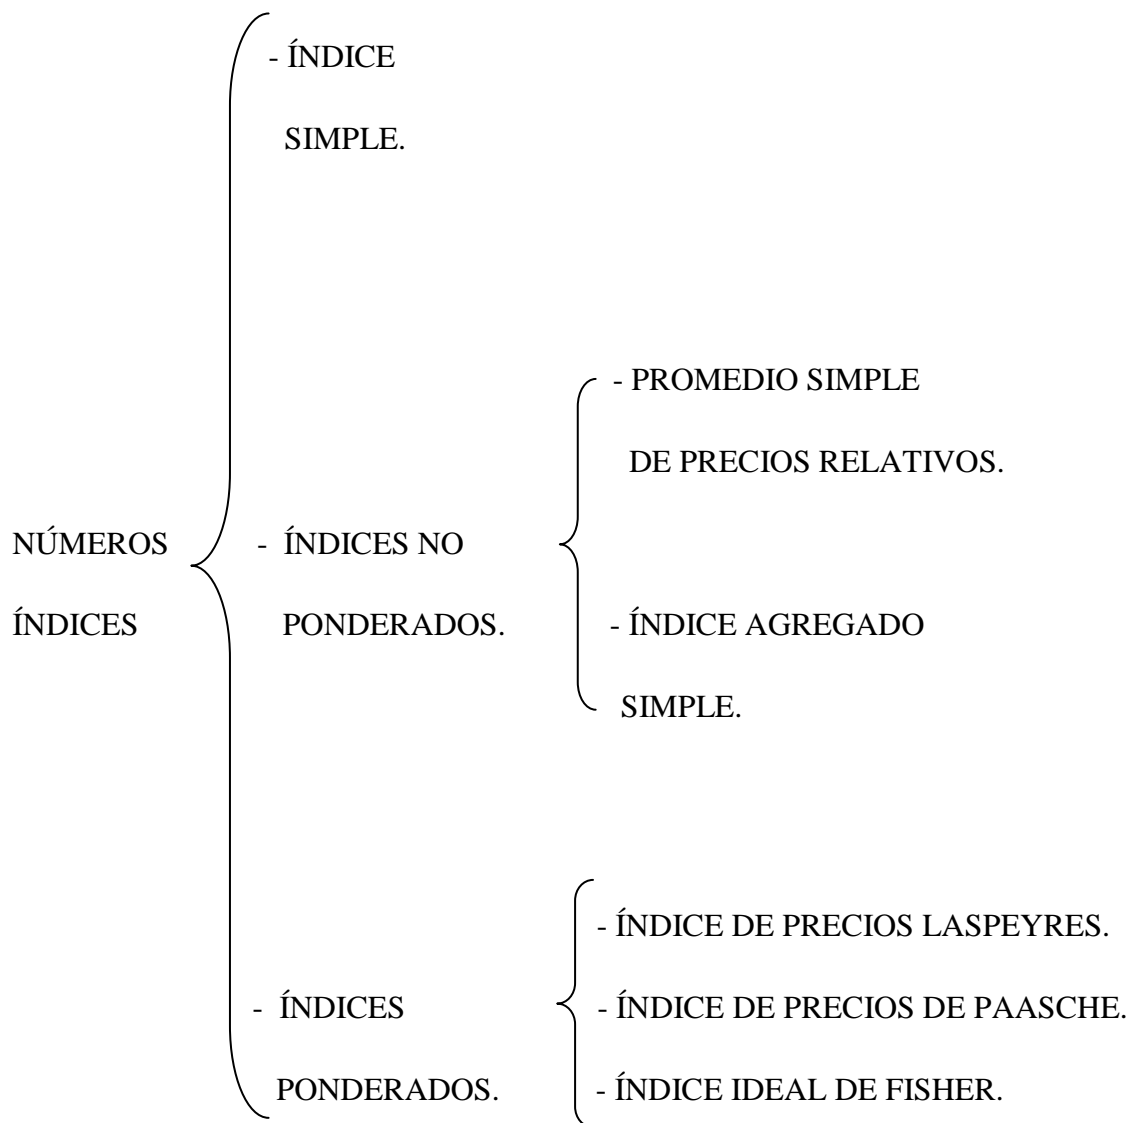 NÚMEROS
ÍNDICES
- ÍNDICE
SIMPLE.
- ÍNDICES NO
PONDERADOS.
- PROMEDIO SIMPLE
DE PRECIOS RELATIVOS.
- ÍNDICE AGREGADO
SIMPLE.
- ÍNDICES
PONDERADOS.
- ÍNDICE DE PRECIOS LASPEYRES.
- ÍNDICE DE PRECIOS DE PAASCHE.
- ÍNDICE IDEAL DE FISHER.